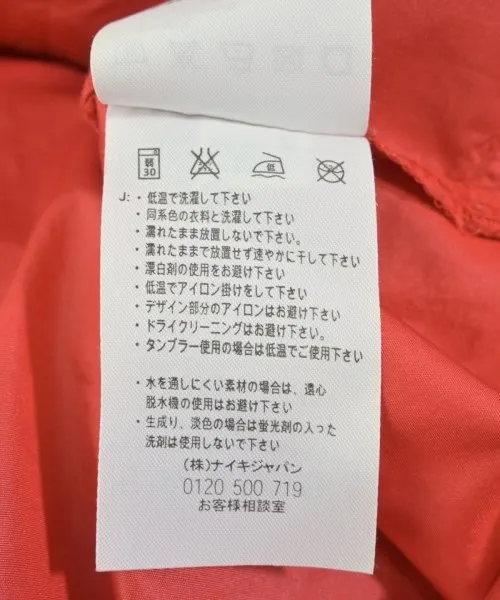 弱
30
低
J: ・低温で洗濯して下さい
・同系色の衣料と洗濯して下さい
・濡れたまま放置しないで下さい。
・濡れたままで放置せず速やかに干して下さい
・漂白剤の使用をお避け下さい
・低温でアイロン掛けをして下さい
・デザイン部分のアイロンはお避け下さい
・ドライクリーニングはお避け下さい。
・タンブラー使用の場合は低温でご使用下さい
・水を通しにくい素材の場合は、遠心
脱水機の使用はお避け下さい
・生成り、淡色の場合は蛍光剤の入った
洗剤は使用しないで下さい
(株)ナイキジャパン
0120 500 719
お客様相談室